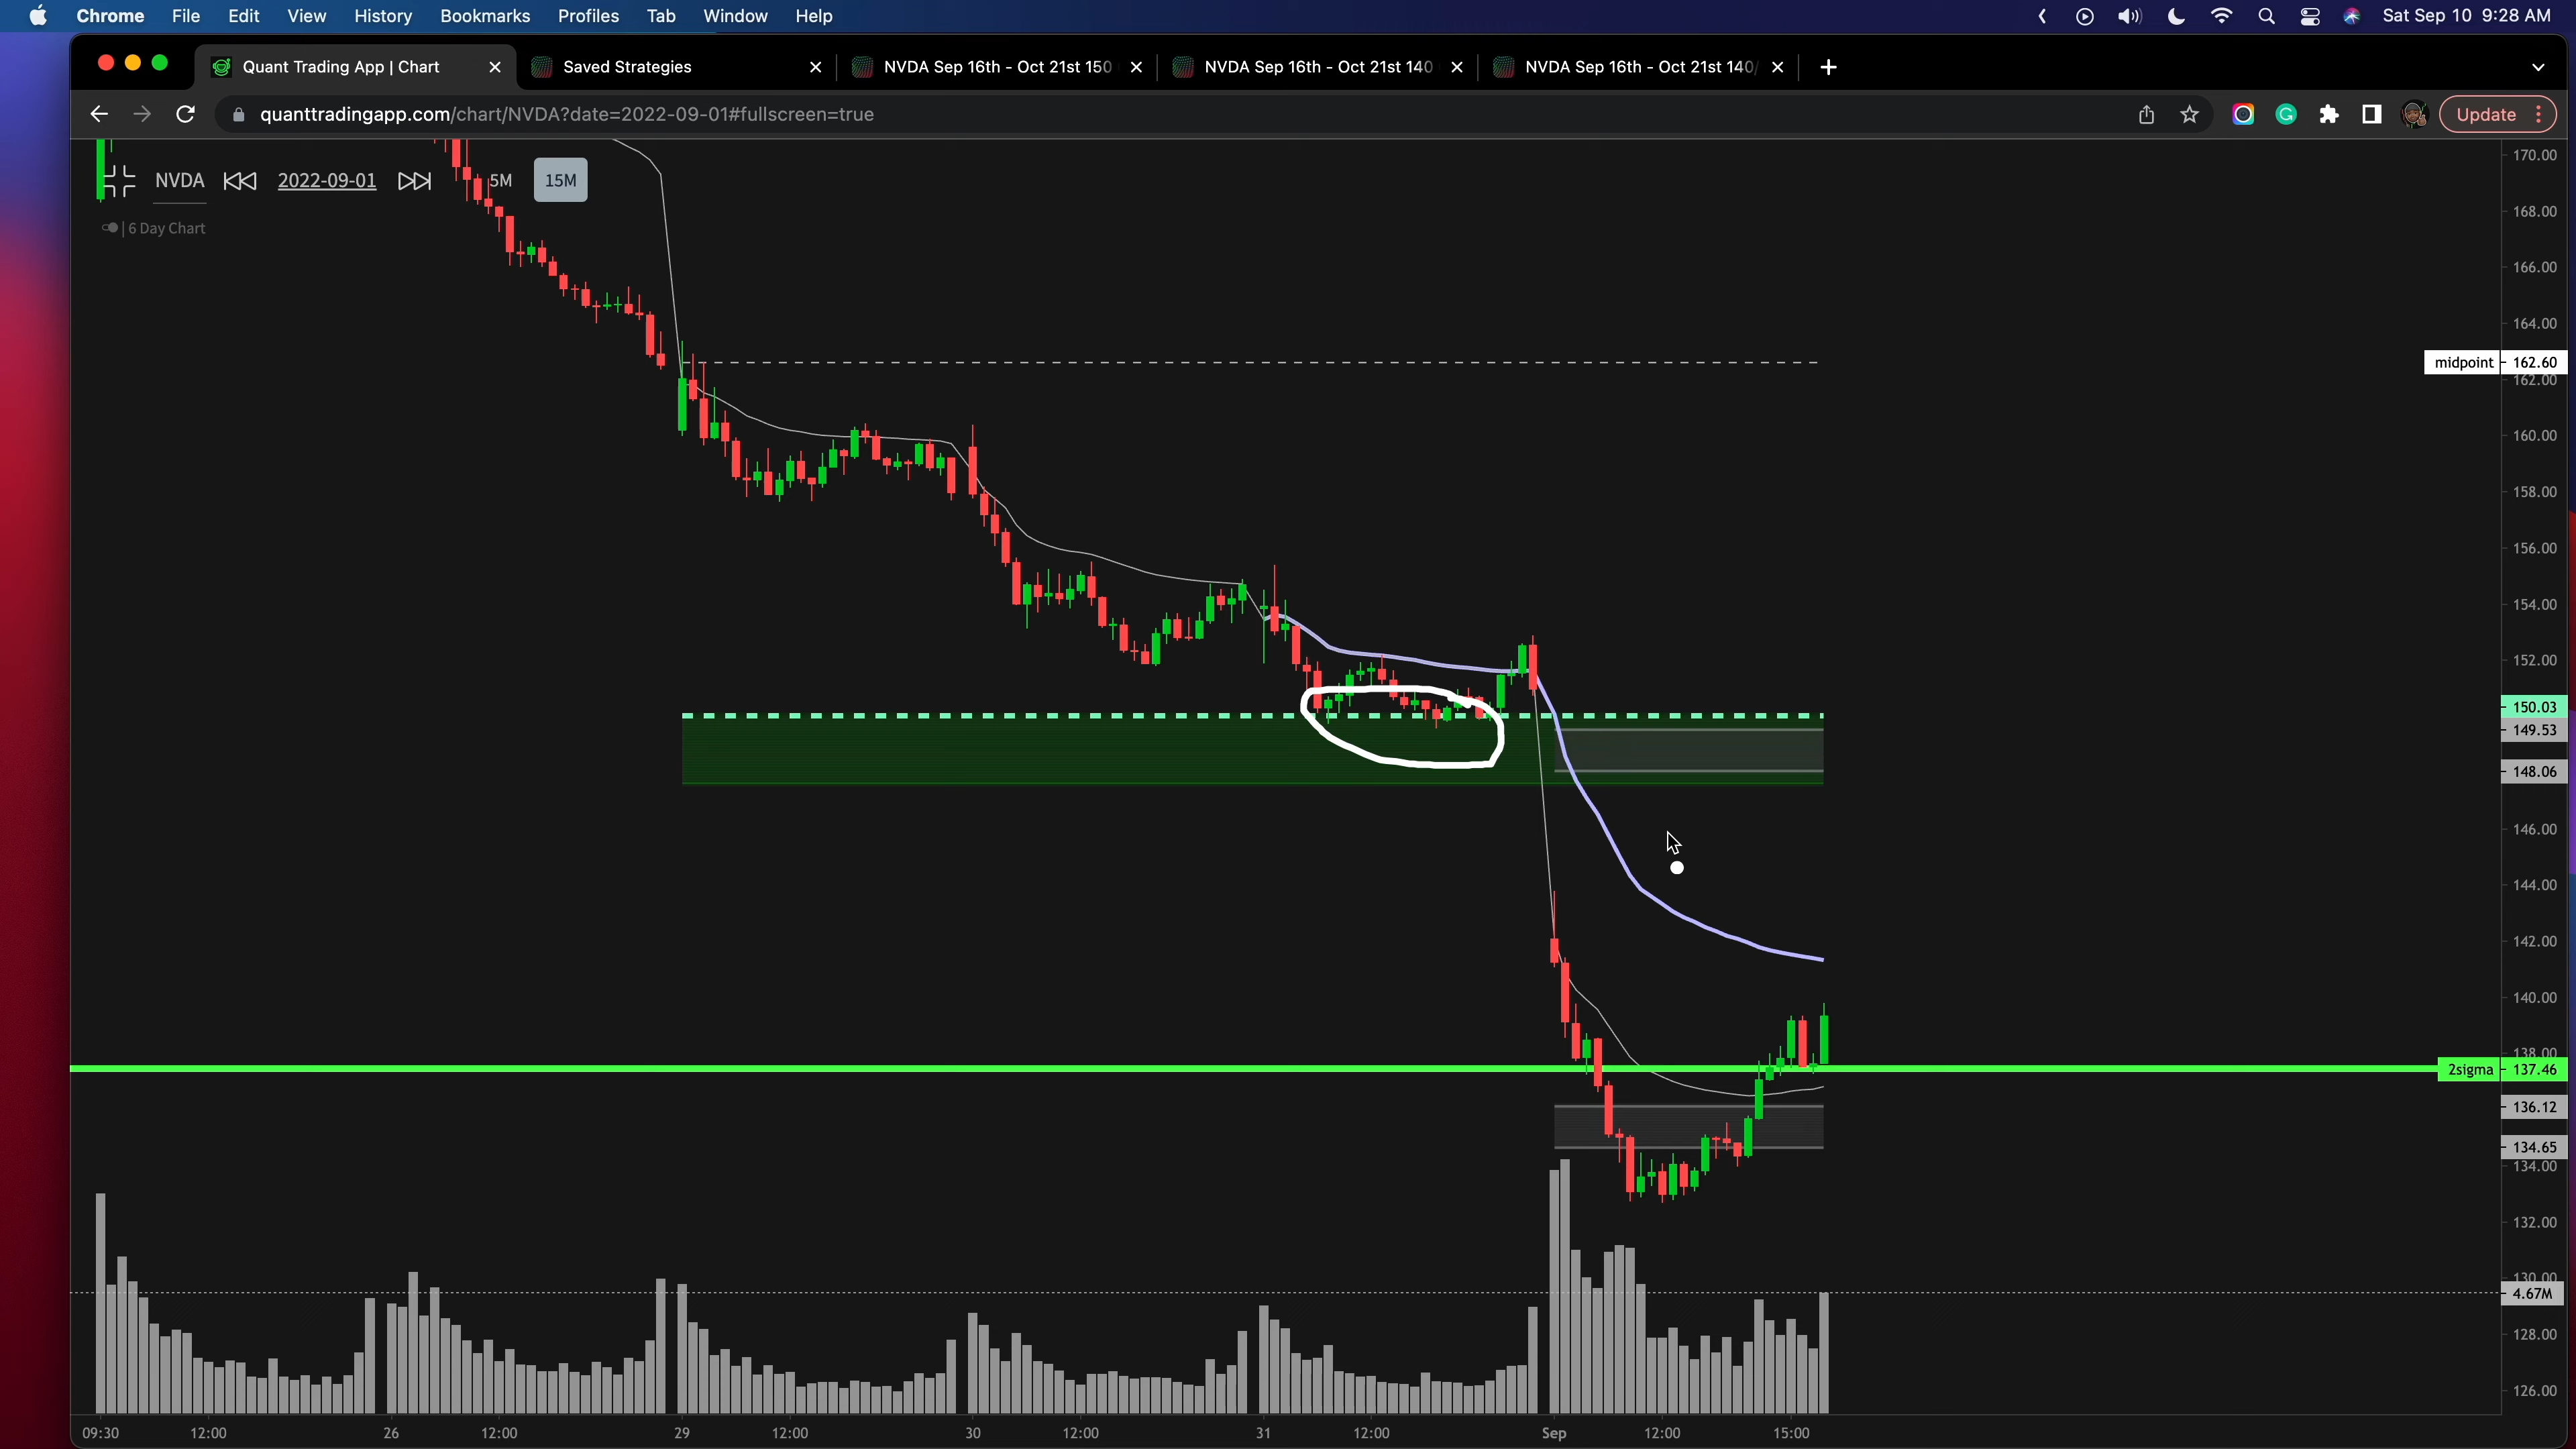 Chrome File Edit View History Bookmarks Profiles Tab Window Help Sat Sep 10 9:28 AM
Quant Trading App | Chart Saved Strategies NVDA Sep 16th - Oct 21st 150 NVDA Sep 16th - Oct 21st 140 NVDA Sep 16th - Oct 21st 140/
quanttradingapp.com/chart/NVDA?date=2022-09-01#fullscreen=true Update
NVDA 2022-09-01 5M 15M
| 6 Day Chart
170.00
168.00
166.00
164.00
midpoint 162.60
162.00
160.00
158.00
156.00
154.00
152.00
150.03
149.53
148.06
146.00
144.00
142.00
140.00
138.00
2sigma 137.46
136.12
134.65
134.00
132.00
130.00
4.67M
128.00
126.00
09:30 12:00 26 12:00 29 12:00 30 12:00 31 12:00 Sep 12:00 15:00